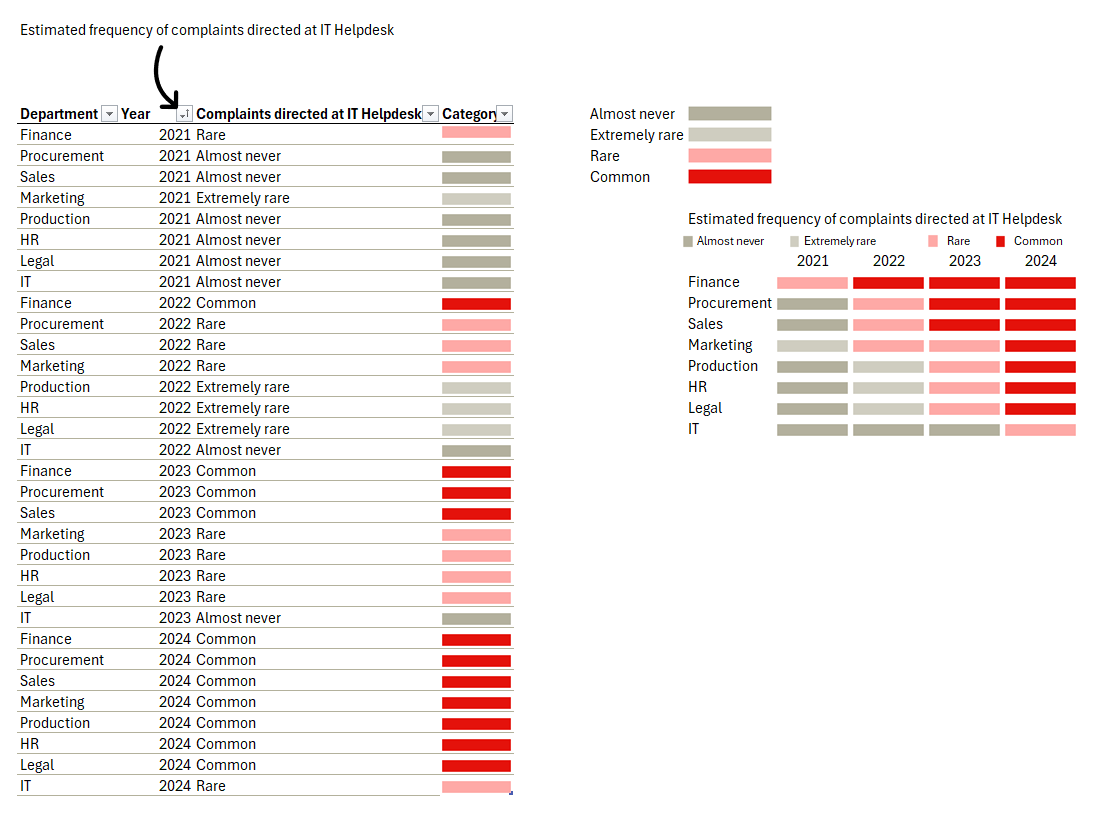 Estimated frequency of complaints directed at IT Helpdesk
Department Year Complaints directed at IT Helpdesk Category
Finance 2021 Rare
Procurement 2021 Almost never
Sales 2021 Almost never
Marketing 2021 Extremely rare
Production 2021 Almost never
HR 2021 Almost never
Legal 2021 Almost never
IT 2021 Almost never
Finance 2022 Common
Procurement 2022 Rare
Sales 2022 Rare
Marketing 2022 Rare
Production 2022 Extremely rare
HR 2022 Extremely rare
Legal 2022 Extremely rare
IT 2022 Almost never
Finance 2023 Common
Procurement 2023 Common
Sales 2023 Common
Marketing 2023 Rare
Production 2023 Rare
HR 2023 Rare
Legal 2023 Rare
IT 2023 Almost never
Finance 2024 Common
Procurement 2024 Common
Sales 2024 Common
Marketing 2024 Common
Production 2024 Common
HR 2024 Common
Legal 2024 Common
IT 2024 Rare
Almost never
Extremely rare
Rare
Common
Estimated frequency of complaints directed at IT Helpdesk
Almost never Extremely rare Rare Common
2021 2022 2023 2024
Finance
Procurement
Sales
Marketing
Production
HR
Legal
IT